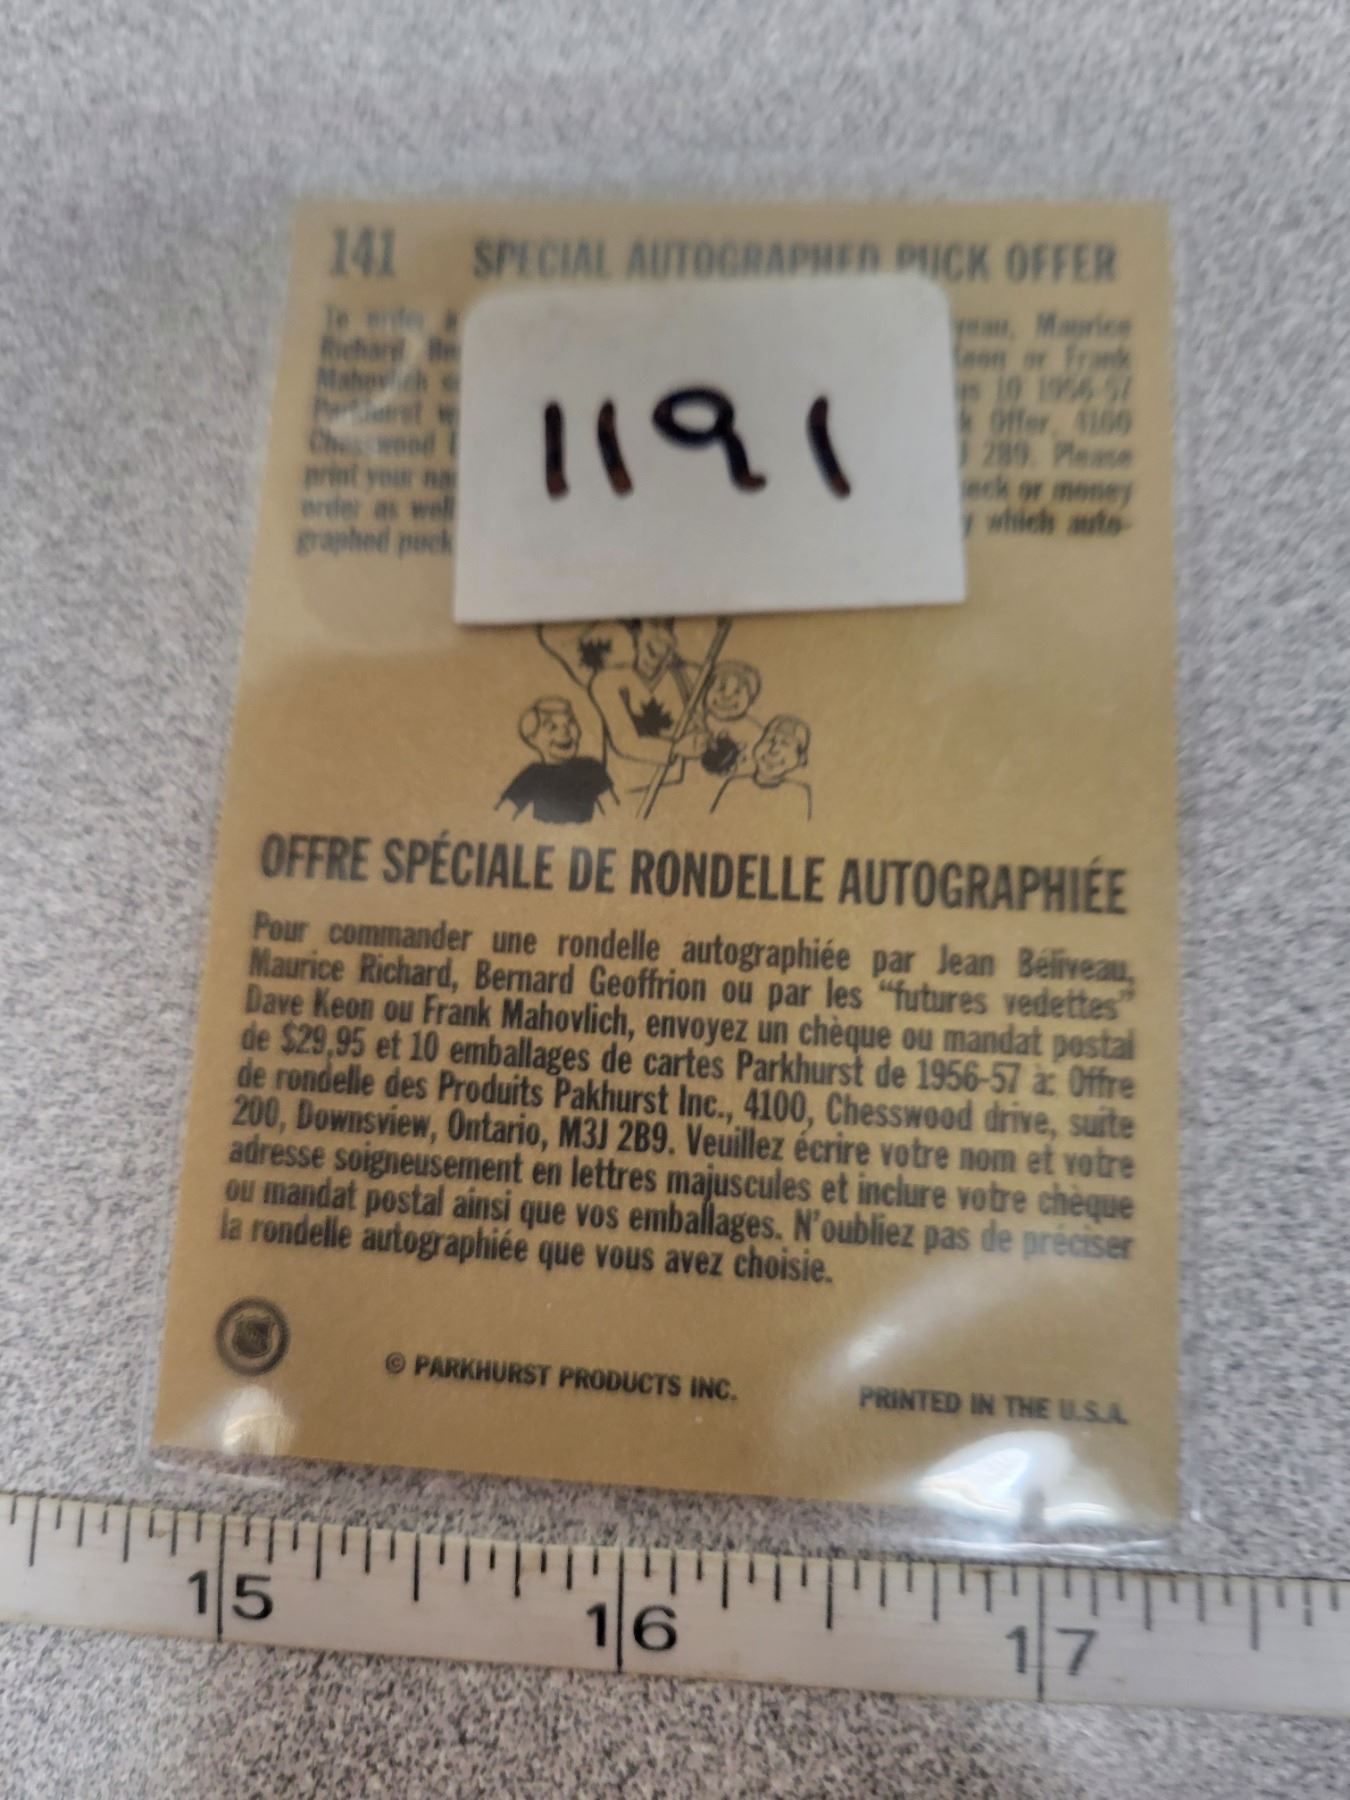 141 SPECIAL AUTOGRAPHED PUCK OFFER
To order a veau, Maurice
Richard, Keon or Frank
Mahovlich 10 1956-57
Parkhurst Offer, 4100
Chesswood 2B9. Please
print your or money
order as well which auto-
graphed puck
1191
OFFRE SPÉCIALE DE RONDELLE AUTOGRAPHIÉE
Pour commander une rondelle autographiée par Jean Béliveau,
Maurice Richard, Bernard Geoffrion ou par les "futures vedettes"
Dave Keon ou Frank Mahovlich, envoyez un chèque ou mandat postal
de $29,95 et 10 emballages de cartes Parkhurst de 1956-57 à: Offre
de rondelle des Produits Pakhurst Inc., 4100, Chesswood drive, suite
200, Downsview, Ontario, M3J 2B9. Veuillez écrire votre nom et votre
adresse soigneusement en lettres majuscules et inclure votre chèque
ou mandat postal ainsi que vos emballages. N'oubliez pas de préciser
la rondelle autographiée que vous avez choisie.
© PARKHURST PRODUCTS INC.
PRINTED IN THE U.S.A.
15 16 17